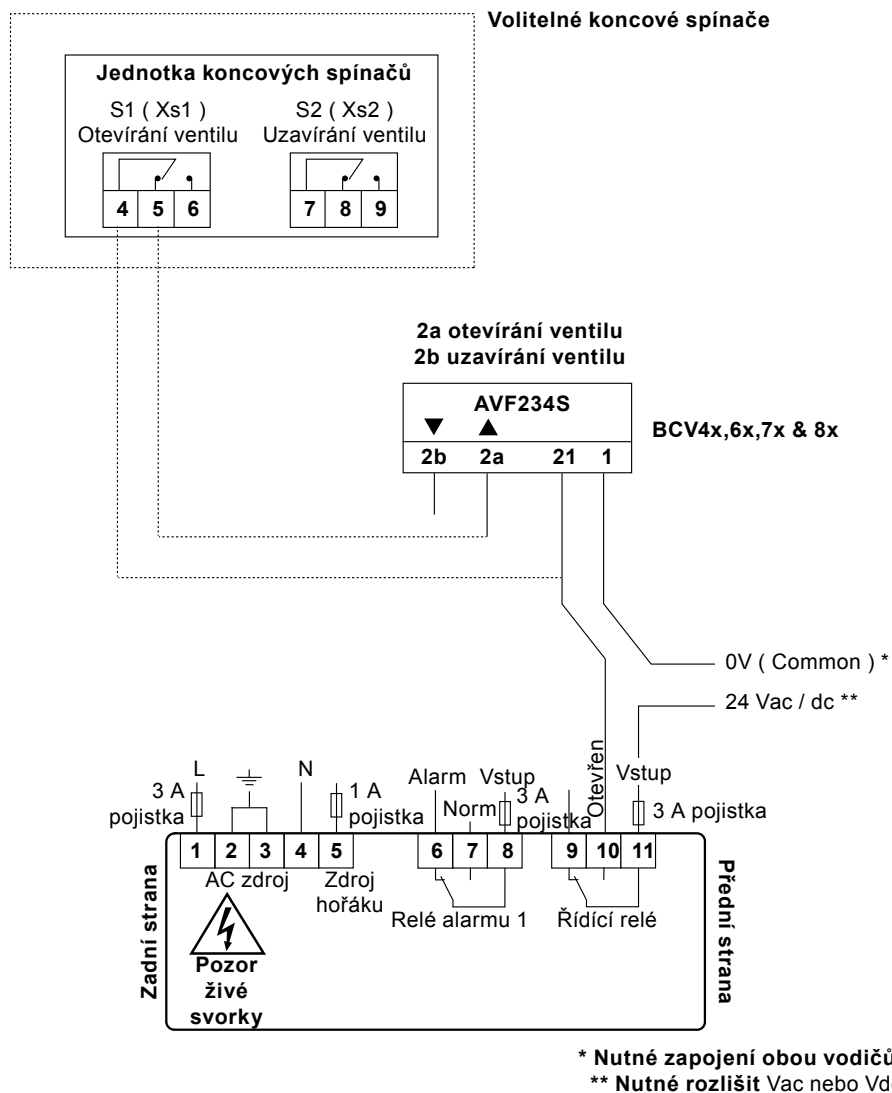 Volitelné koncové spínače
Jednotka koncových spínačů
S1 ( Xs1 )
Otevírání ventilu
S2 ( Xs2 )
Uzavírání ventilu
4 5 6
7 8 9
2a otevírání ventilu
2b uzavírání ventilu
AVF234S
BCV4x,6x,7x & 8x
2b 2a 21 1
0V ( Common ) *
24 Vac / dc **
L
N
3 A
pojistka
1 A
pojistka
Alarm
Norm
Vstup
3 A
pojistka
Otevřen
Vstup
3 A pojistka
1 2 3 4 5
6 7 8
9 10 11
AC zdroj
Zdroj
hořáku
Relé alarmu 1
Řídící relé
Zadní strana
Přední strana
Pozor
živé
svorky
* Nutné zapojení obou vodičů
** Nutné rozlišit Vac nebo Vdc